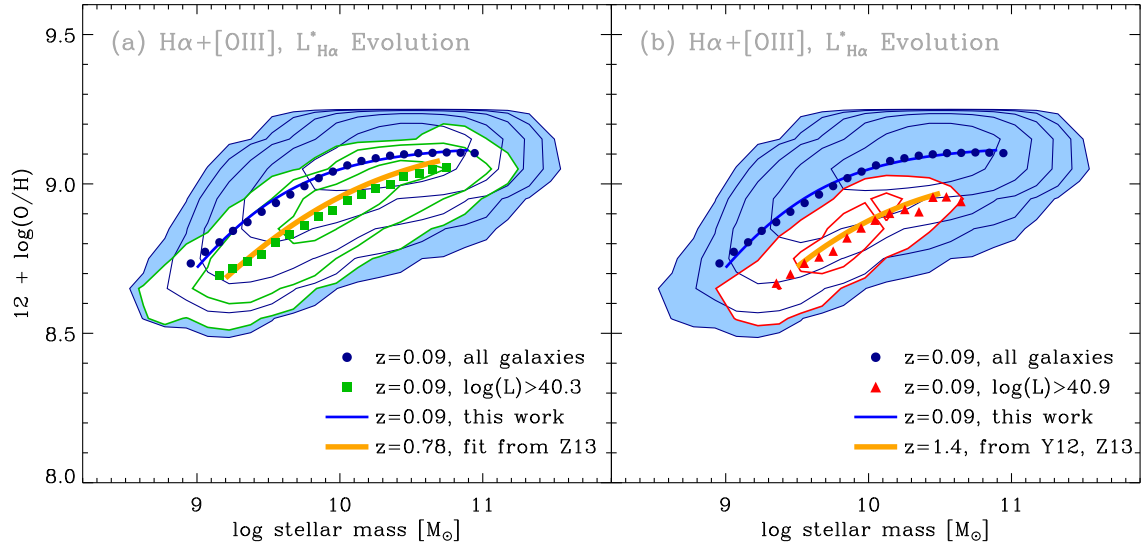 (a) Hα+[OIII], L*Hα Evolution
(b) Hα+[OIII], L*Hα Evolution
9.5
9.0
8.5
8.0
12 + log(O/H)
z=0.09, all galaxies
z=0.09, log(L)>40.3
z=0.09, this work
z=0.78, fit from Z13
z=0.09, all galaxies
z=0.09, log(L)>40.9
z=0.09, this work
z=1.4, from Y12, Z13
9 10 11
9 10 11
log stellar mass [M⊙]
log stellar mass [M⊙]